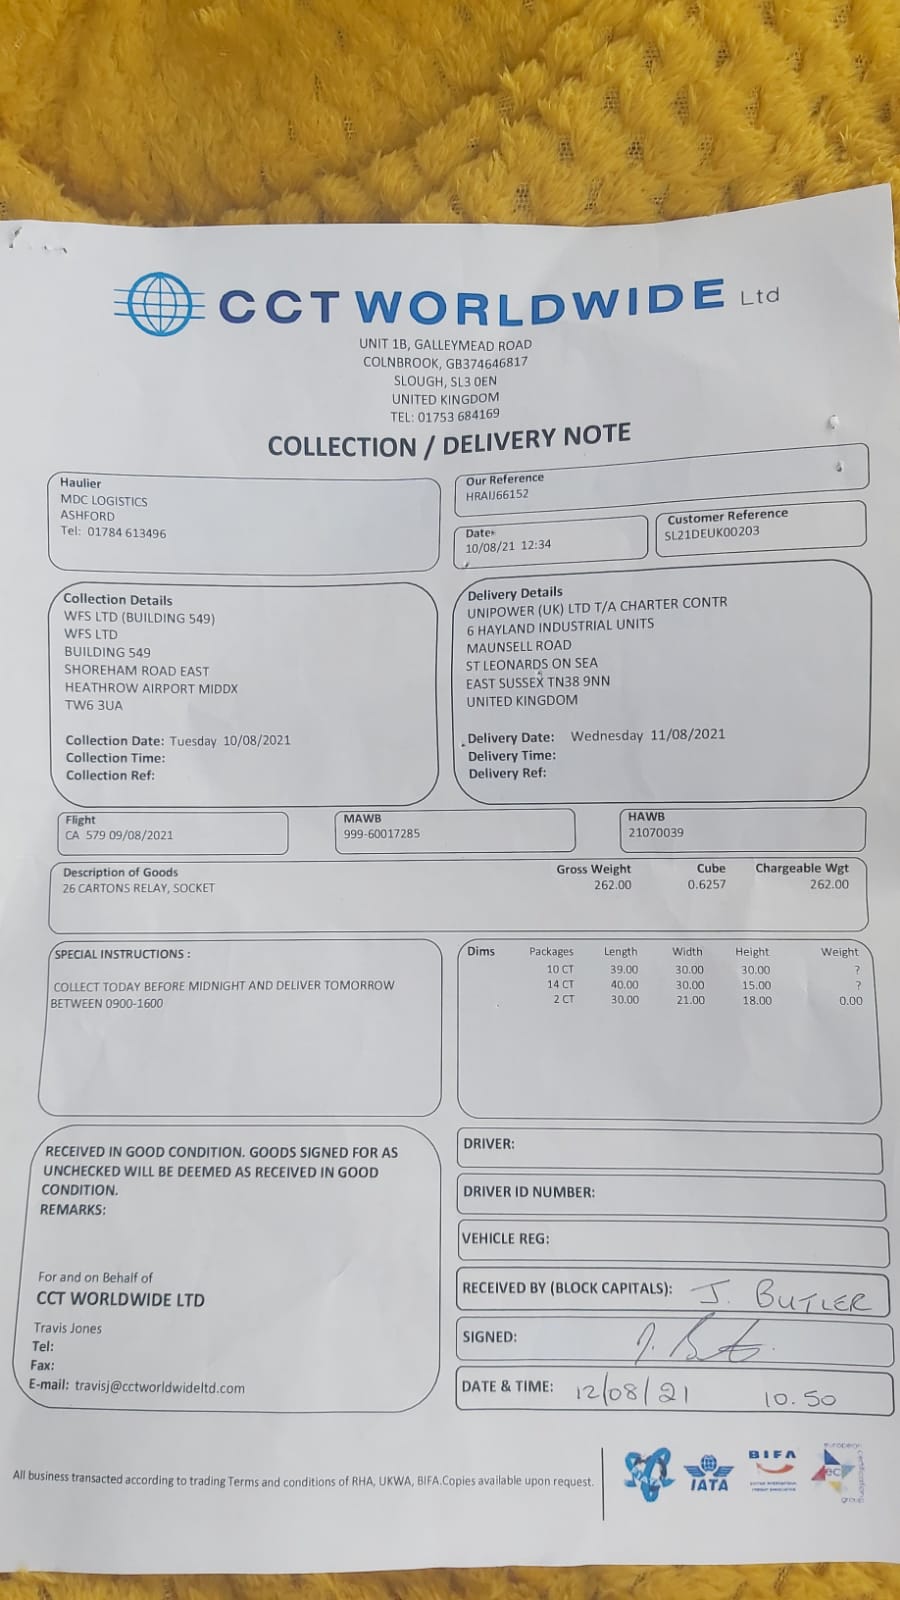 CCT WORLDWIDE Ltd
UNIT 1B, GALLEYMEAD ROAD
COLNBROOK, GB374646817
SLOUGH, SL3 0EN
UNITED KINGDOM
TEL: 01753 684169
COLLECTION / DELIVERY NOTE
Haulier
MDC LOGISTICS
ASHFORD
Tel: 01784 613496
Our Reference
HRAIJ66152
Date
10/08/21 12:34
Customer Reference
SL21DEUK00203
Collection Details
WFS LTD (BUILDING 549)
WFS LTD
BUILDING 549
SHOREHAM ROAD EAST
HEATHROW AIRPORT MIDDX
TW6 3UA
Collection Date: Tuesday 10/08/2021
Collection Time:
Collection Ref:
Delivery Details
UNIPOWER (UK) LTD T/A CHARTER CONTR
6 HAYLAND INDUSTRIAL UNITS
MAUNSELL ROAD
ST LEONARDS ON SEA
EAST SUSSEX TN38 9NN
UNITED KINGDOM
Delivery Date: Wednesday 11/08/2021
Delivery Time:
Delivery Ref:
Flight
CA 579 09/08/2021
MAWB
999-60017285
HAWB
21070039
Description of Goods Gross Weight Cube Chargeable Wgt
26 CARTONS RELAY, SOCKET 262.00 0.6257 262.00
SPECIAL INSTRUCTIONS :
COLLECT TODAY BEFORE MIDNIGHT AND DELIVER TOMORROW
BETWEEN 0900-1600
Dims Packages Length Width Height Weight
10 CT 39.00 30.00 30.00 ?
14 CT 40.00 30.00 15.00 ?
2 CT 30.00 21.00 18.00 0.00
RECEIVED IN GOOD CONDITION. GOODS SIGNED FOR AS
UNCHECKED WILL BE DEEMED AS RECEIVED IN GOOD
CONDITION.
REMARKS:
For and on Behalf of
CCT WORLDWIDE LTD
Travis Jones
Tel:
Fax:
E-mail: travisj@cctworldwideltd.com
DRIVER:
DRIVER ID NUMBER:
VEHICLE REG:
RECEIVED BY (BLOCK CAPITALS): J. BUTLER
SIGNED:
DATE & TIME: 12/08/21 10.50
All business transacted according to trading Terms and conditions of RHA, UKWA, BIFA.Copies available upon request.
IATA
BIFA
european
certification
group
ec